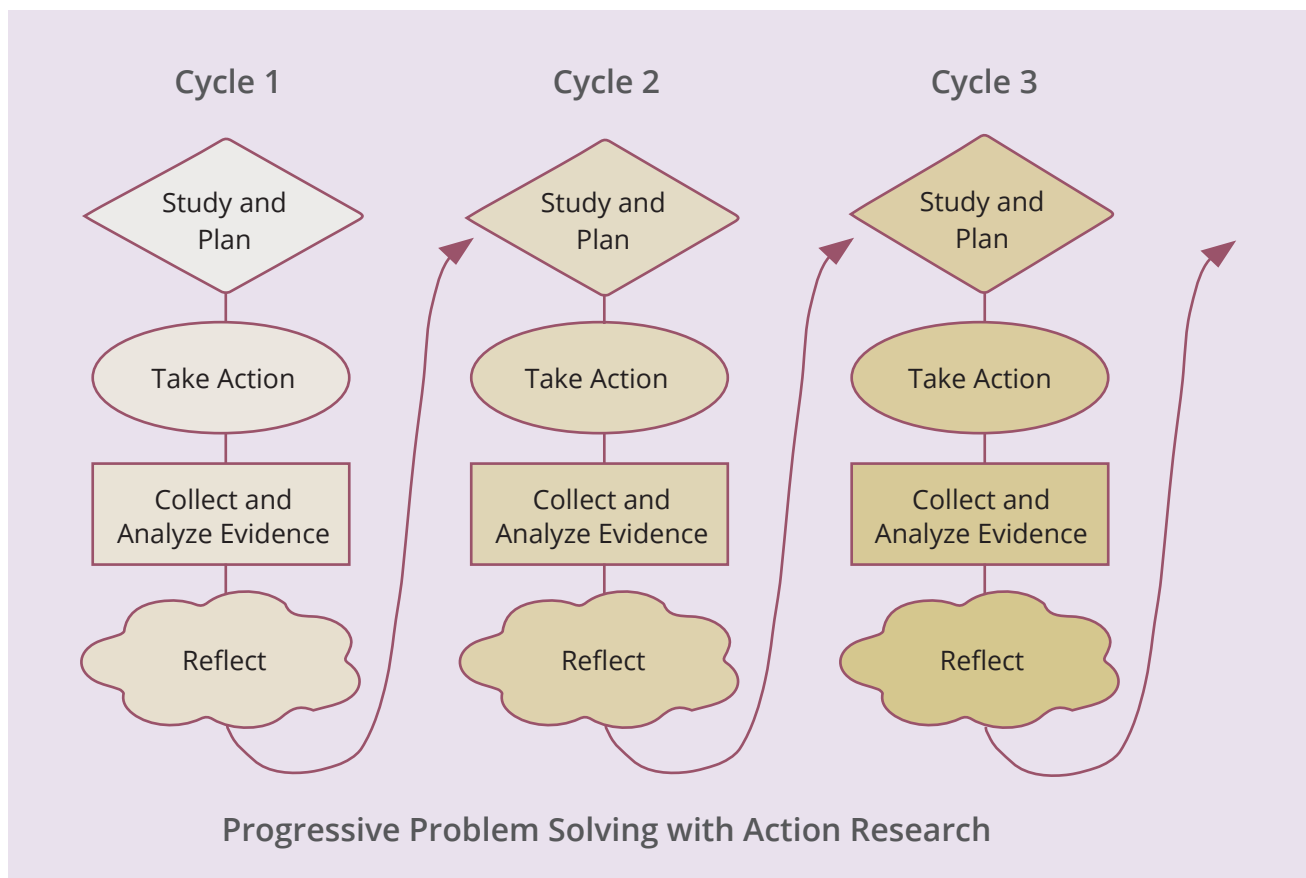 Cycle 1
Study and
Plan
Take Action
Collect and
Analyze Evidence
Reflect
Cycle 2
Study and
Plan
Take Action
Collect and
Analyze Evidence
Reflect
Cycle 3
Study and
Plan
Take Action
Collect and
Analyze Evidence
Reflect
Progressive Problem Solving with Action Research